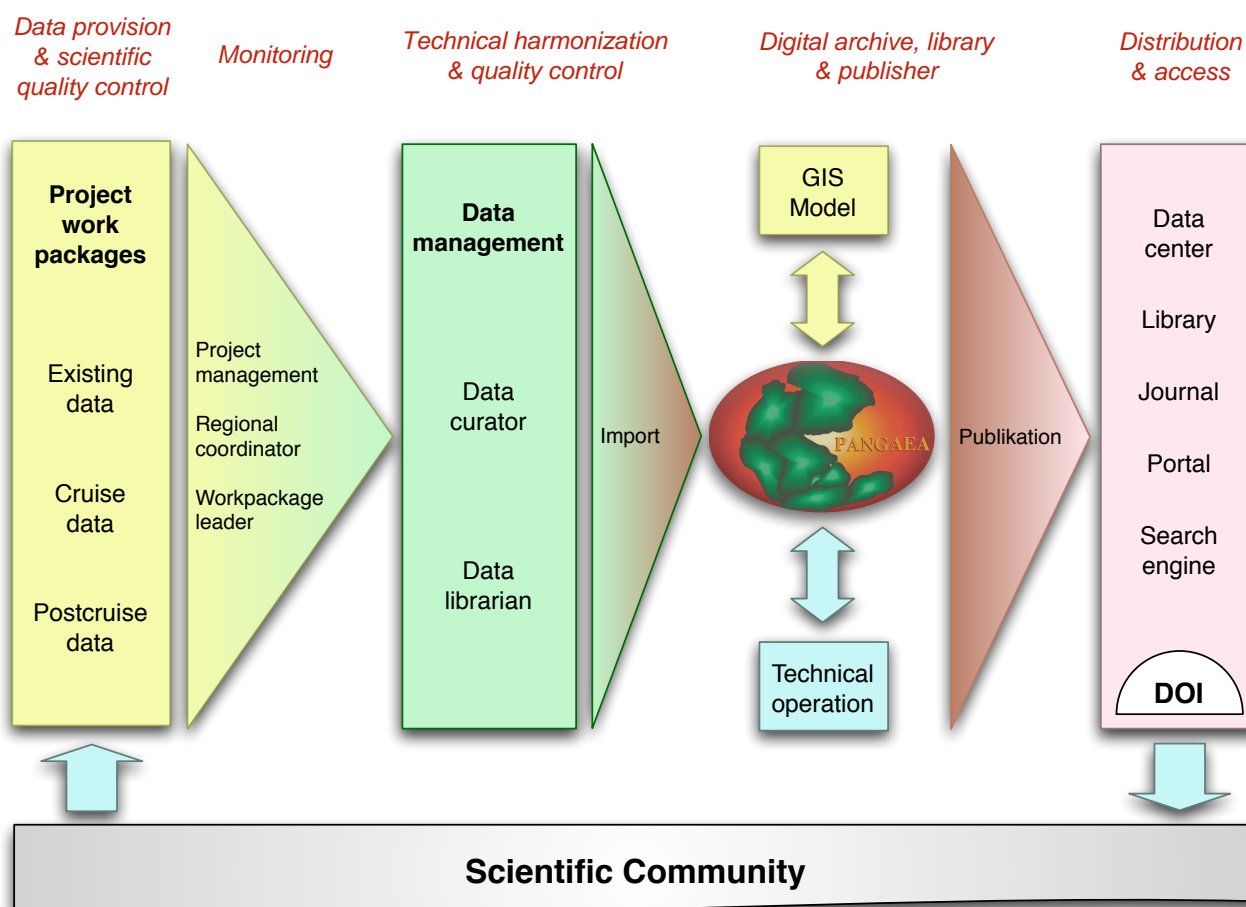 Data provision
& scientific
quality control
Monitoring
Technical harmonization
& quality control
Digital archive, library
& publisher
Distribution
& access
Project
work
packages
Existing
data
Cruise
data
Postcruise
data
Project
management
Regional
coordinator
Workpackage
leader
Data
management
Data
curator
Data
librarian
Import
GIS
Model
PANGAEA
Technical
operation
Publikation
Data
center
Library
Journal
Portal
Search
engine
DOI
Scientific Community